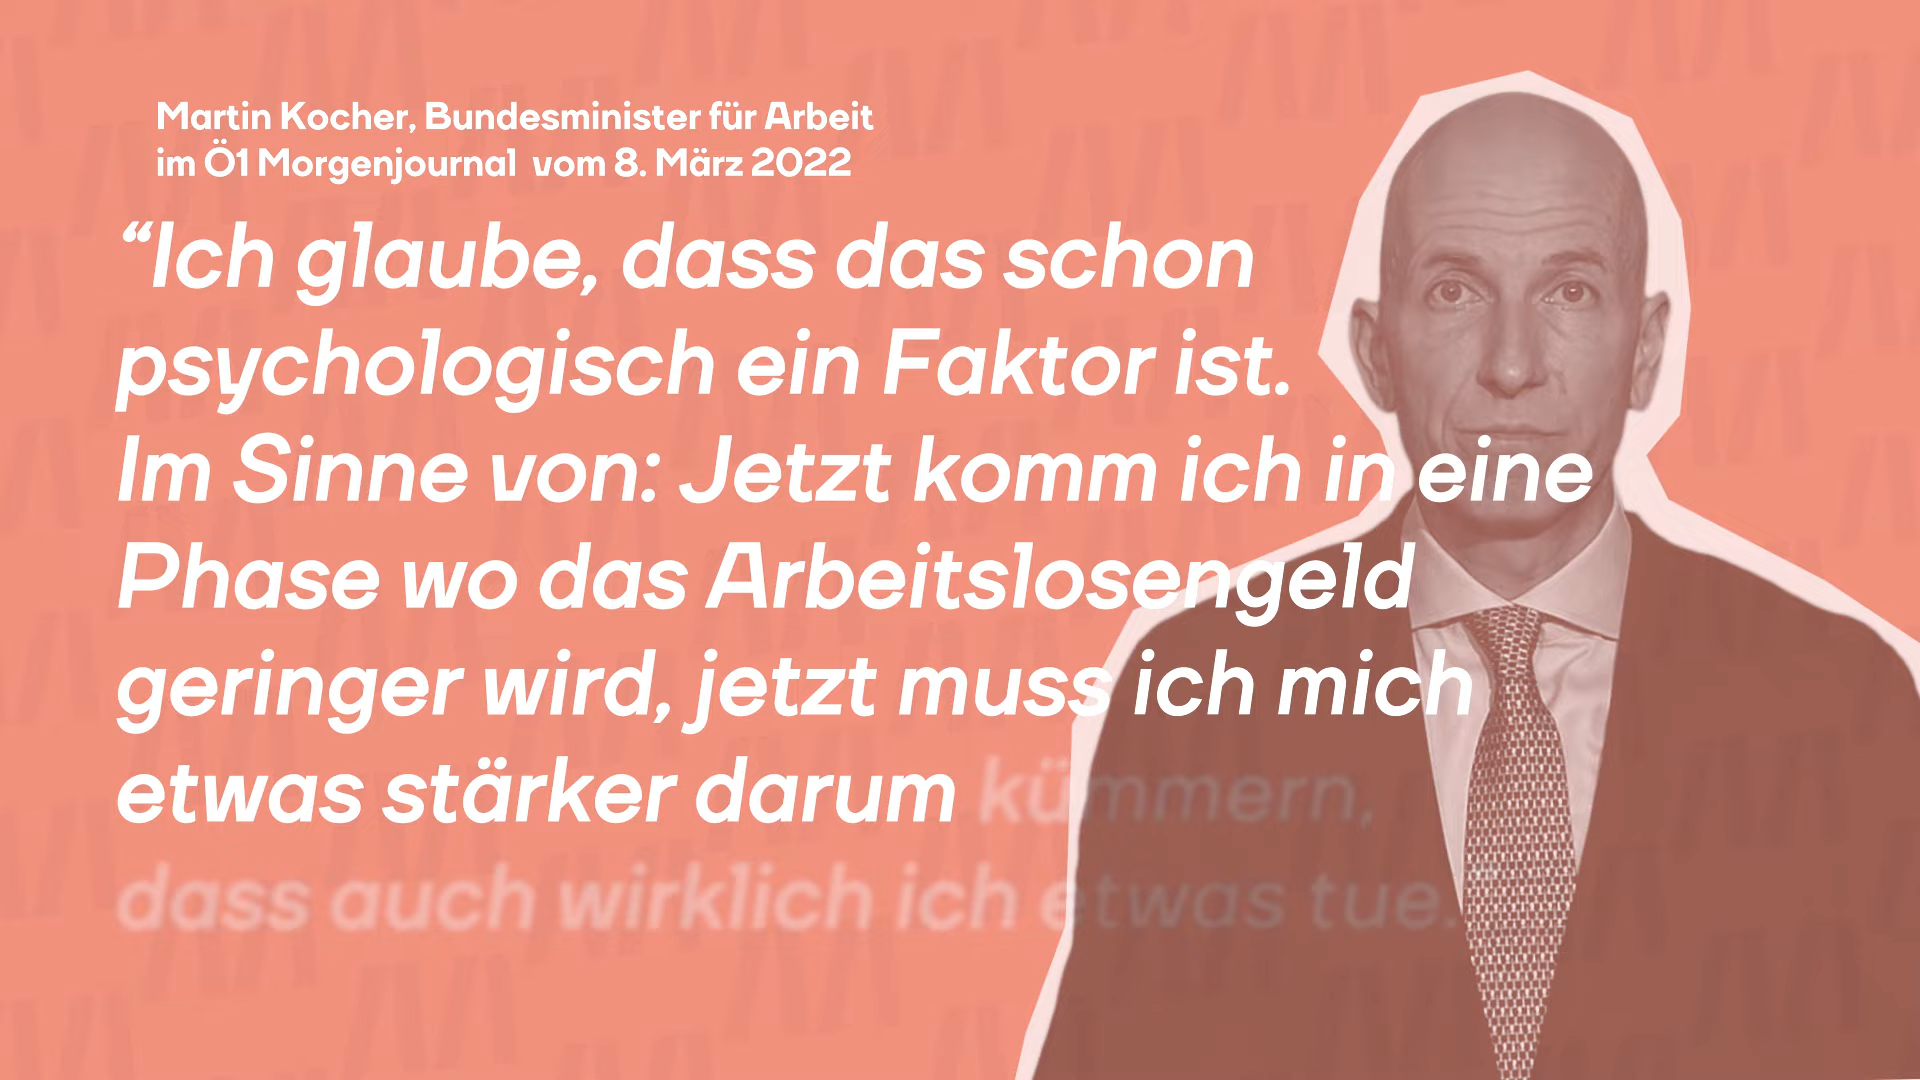 Martin Kocher, Bundesminister für Arbeit
im Ö1 Morgenjournal vom 8. März 2022
“Ich glaube, dass das schon
psychologisch ein Faktor ist.
Im Sinne von: Jetzt komm ich in eine
Phase wo das Arbeitslosengeld
geringer wird, jetzt muss ich mich
etwas stärker darum kümmern,
dass auch wirklich ich etwas tue.